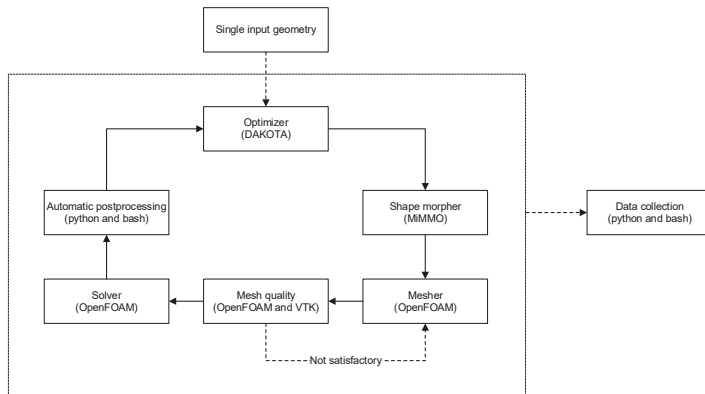 Single input geometry
Optimizer
(DAKOTA)
Automatic postprocessing
(python and bash)
Shape morpher
(MiMMO)
Data collection
(python and bash)
Solver
(OpenFOAM)
Mesh quality
(OpenFOAM and VTK)
Mesher
(OpenFOAM)
Not satisfactory